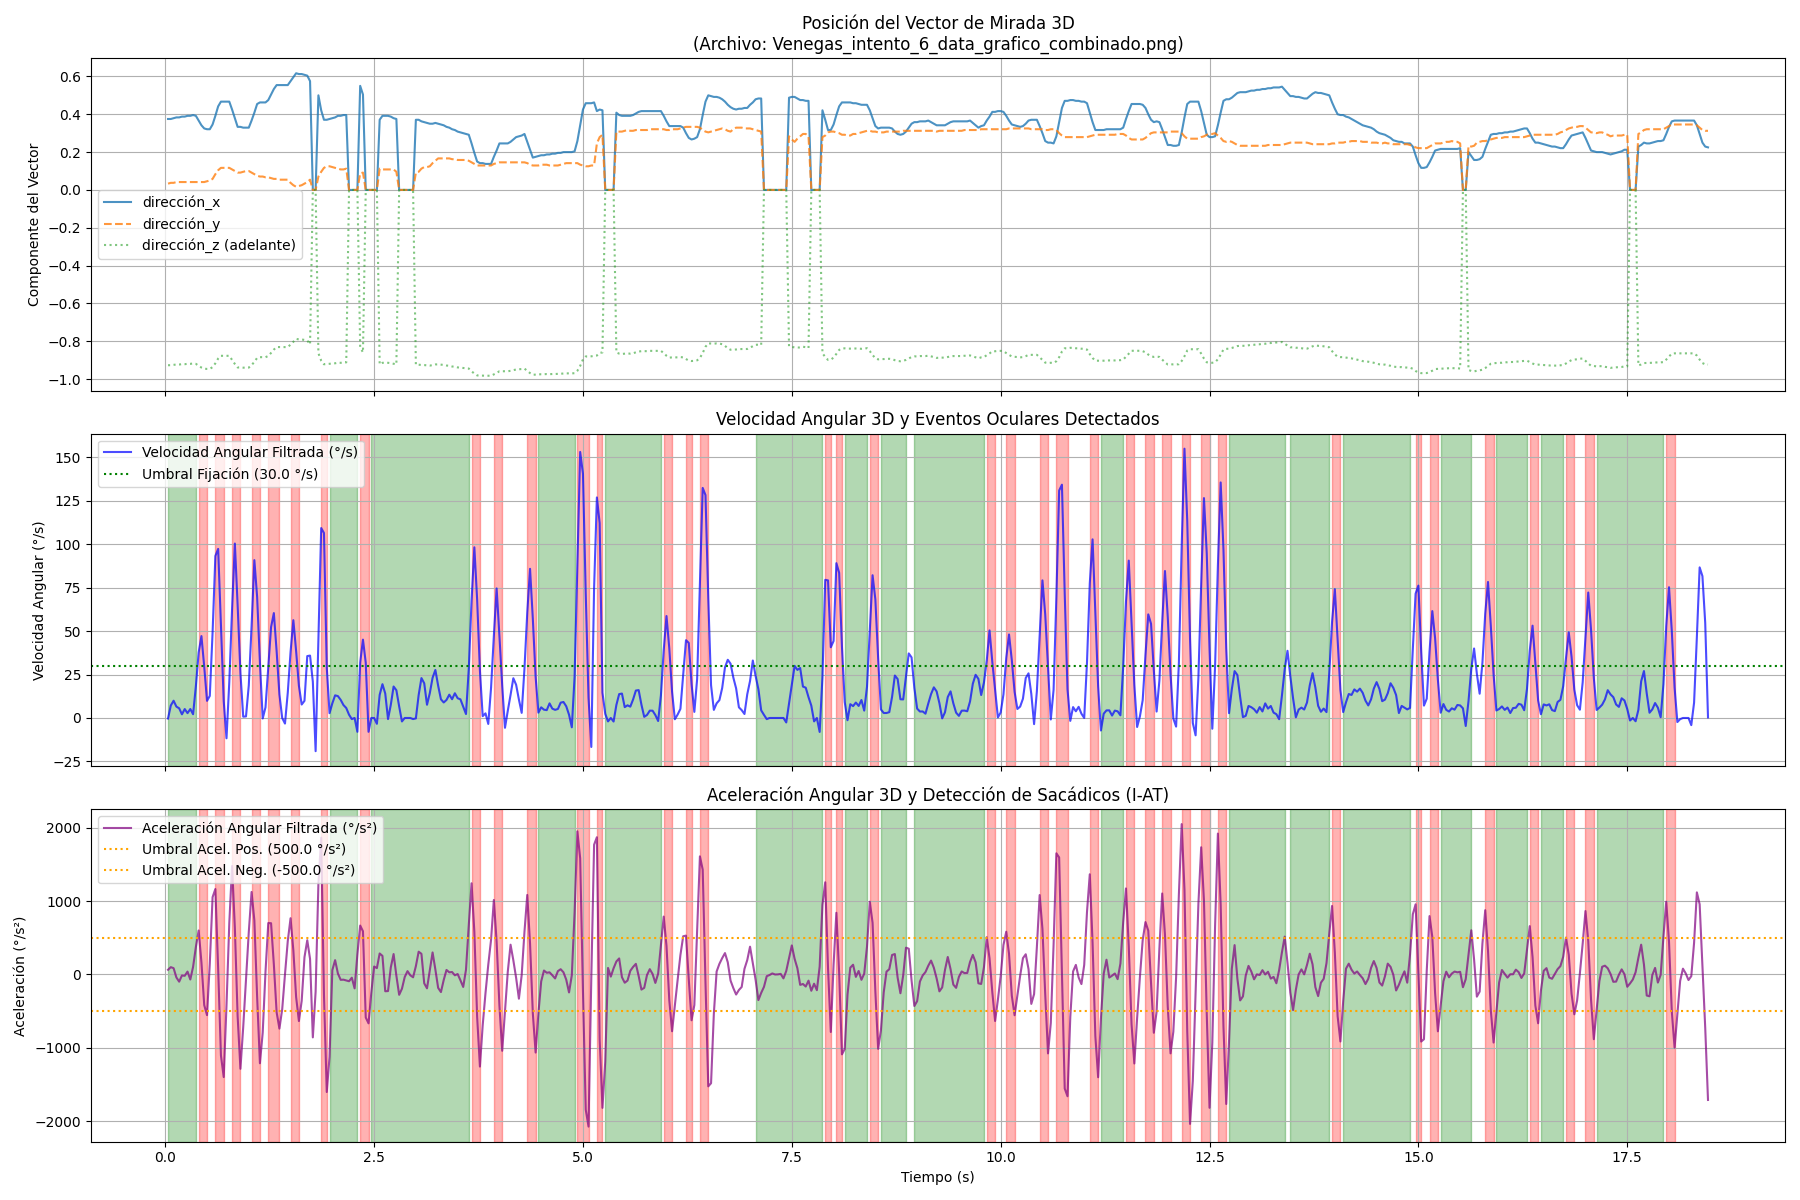 Posición del Vector de Mirada 3D
(Archivo: Venegas_intento_6_data_grafico_combinado.png)
Componente del Vector
0.6
0.4
0.2
0.0
−0.2
−0.4
−0.6
−0.8
−1.0
dirección_x
dirección_y
dirección_z (adelante)
Velocidad Angular 3D y Eventos Oculares Detectados
Velocidad Angular (°/s)
150
125
100
75
50
25
0
−25
Velocidad Angular Filtrada (°/s)
Umbral Fijación (30.0 °/s)
Aceleración Angular 3D y Detección de Sacádicos (I-AT)
Aceleración (°/s²)
2000
1000
0
−1000
−2000
Aceleración Angular Filtrada (°/s²)
Umbral Acel. Pos. (500.0 °/s²)
Umbral Acel. Neg. (-500.0 °/s²)
0.0 2.5 5.0 7.5 10.0 12.5 15.0 17.5
Tiempo (s)